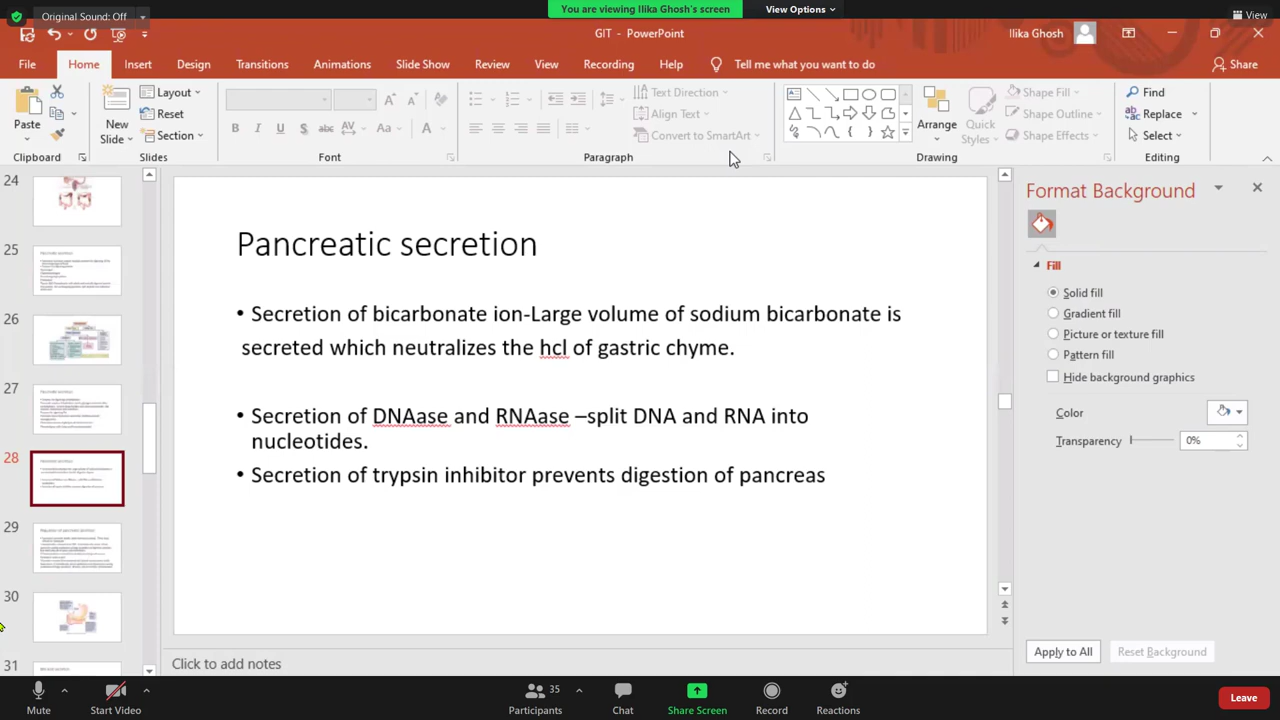 Original Sound: Off
You are viewing Ilika Ghosh's screen
View Options
View
GIT - PowerPoint
Ilika Ghosh
File
Home
Insert
Design
Transitions
Animations
Slide Show
Review
View
Recording
Help
Tell me what you want to do
Share
Paste
New
Slide
Layout
Reset
Section
B I U S abc AV Aa A
Text Direction
Align Text
Convert to SmartArt
Arrange
Quick
Styles
Shape Fill
Shape Outline
Shape Effects
Find
Replace
Select
Clipboard
Slides
Font
Paragraph
Drawing
Editing
24
25
26
27
28
29
30
31
Pancreatic secretion
• Secretion of bicarbonate ion-Large volume of sodium bicarbonate is
secreted which neutralizes the hcl of gastric chyme.
• Secretion of DNAase and RNAase –split DNA and RNA into
nucleotides.
• Secretion of trypsin inhibitor prevents digestion of pancreas
Click to add notes
Format Background
Fill
Solid fill
Gradient fill
Picture or texture fill
Pattern fill
Hide background graphics
Color
Transparency
0%
Apply to All
Reset Background
Mute
Start Video
Participants
35
Chat
Share Screen
Record
Reactions
Leave